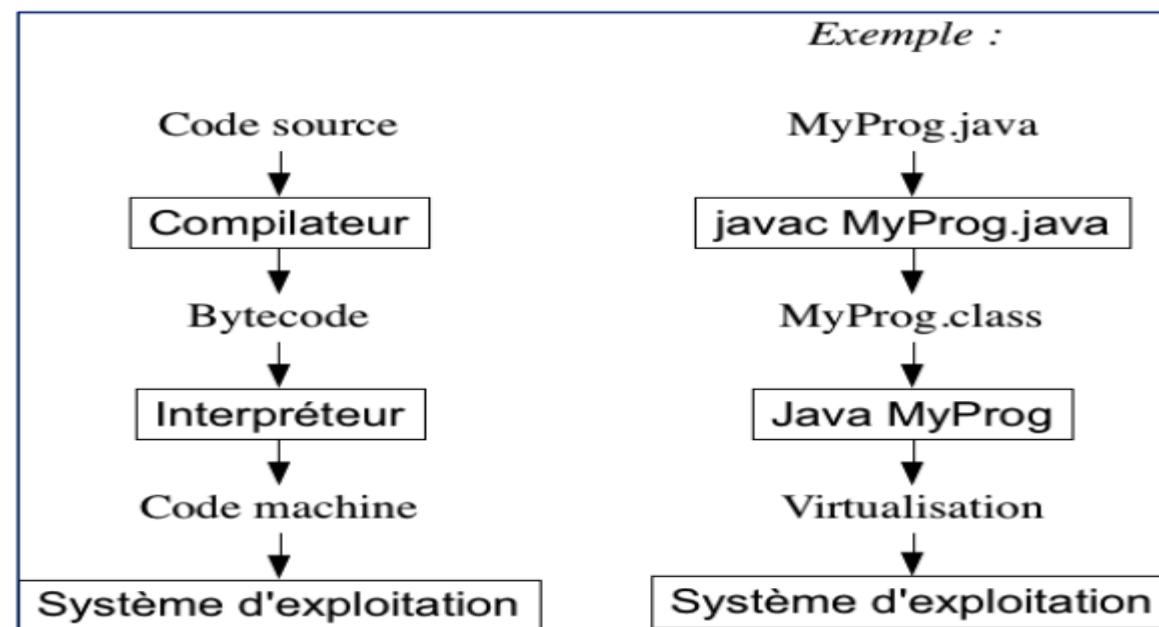 Exemple :
Code source
Compilateur
Bytecode
Interpréteur
Code machine
Système d'exploitation
MyProg.java
javac MyProg.java
MyProg.class
Java MyProg
Virtualisation
Système d'exploitation